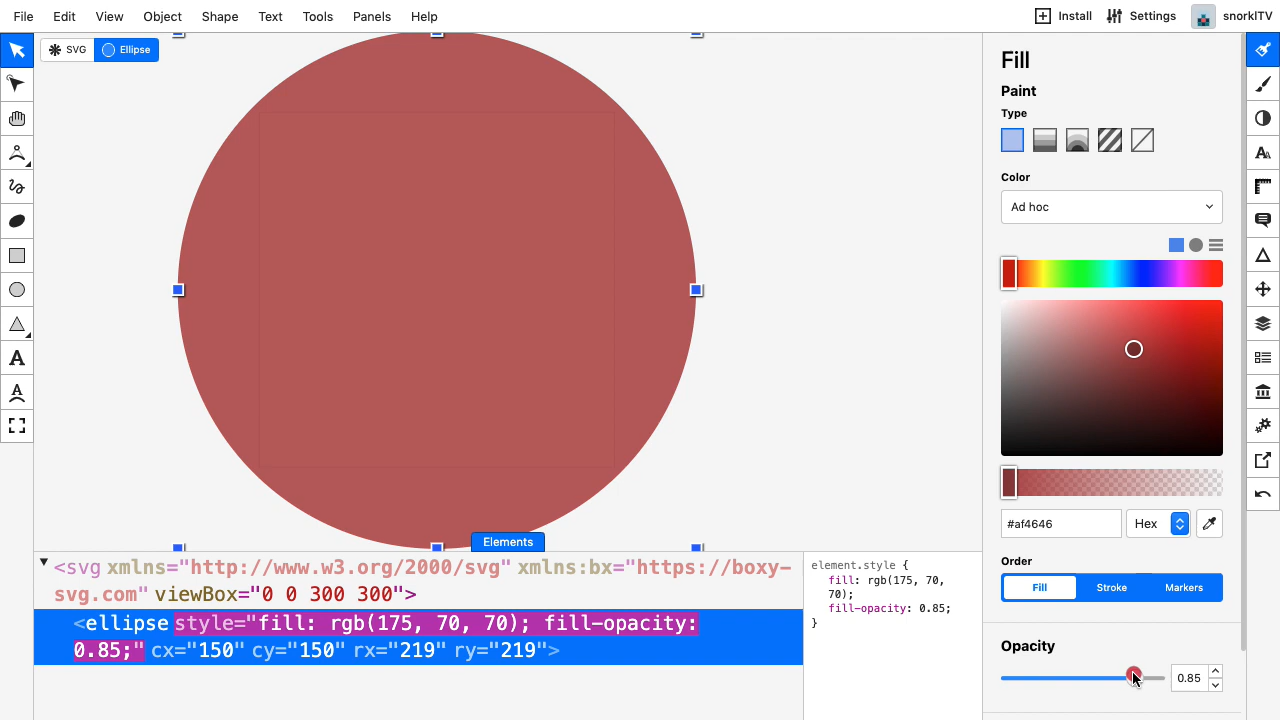 File Edit View Object Shape Text Tools Panels Help Install Settings snorklTV
SVG Ellipse
Fill
Paint
Type
Color
Ad hoc
#af4646 Hex
Order
Fill Stroke Markers
Opacity
0.85
Elements
<svg xmlns="http://www.w3.org/2000/svg" xmlns:bx="https://boxy-
svg.com" viewBox="0 0 300 300">
<ellipse style="fill: rgb(175, 70, 70); fill-opacity:
0.85;" cx="150" cy="150" rx="219" ry="219">
element.style {
fill: rgb(175, 70,
70);
fill-opacity: 0.85;
}